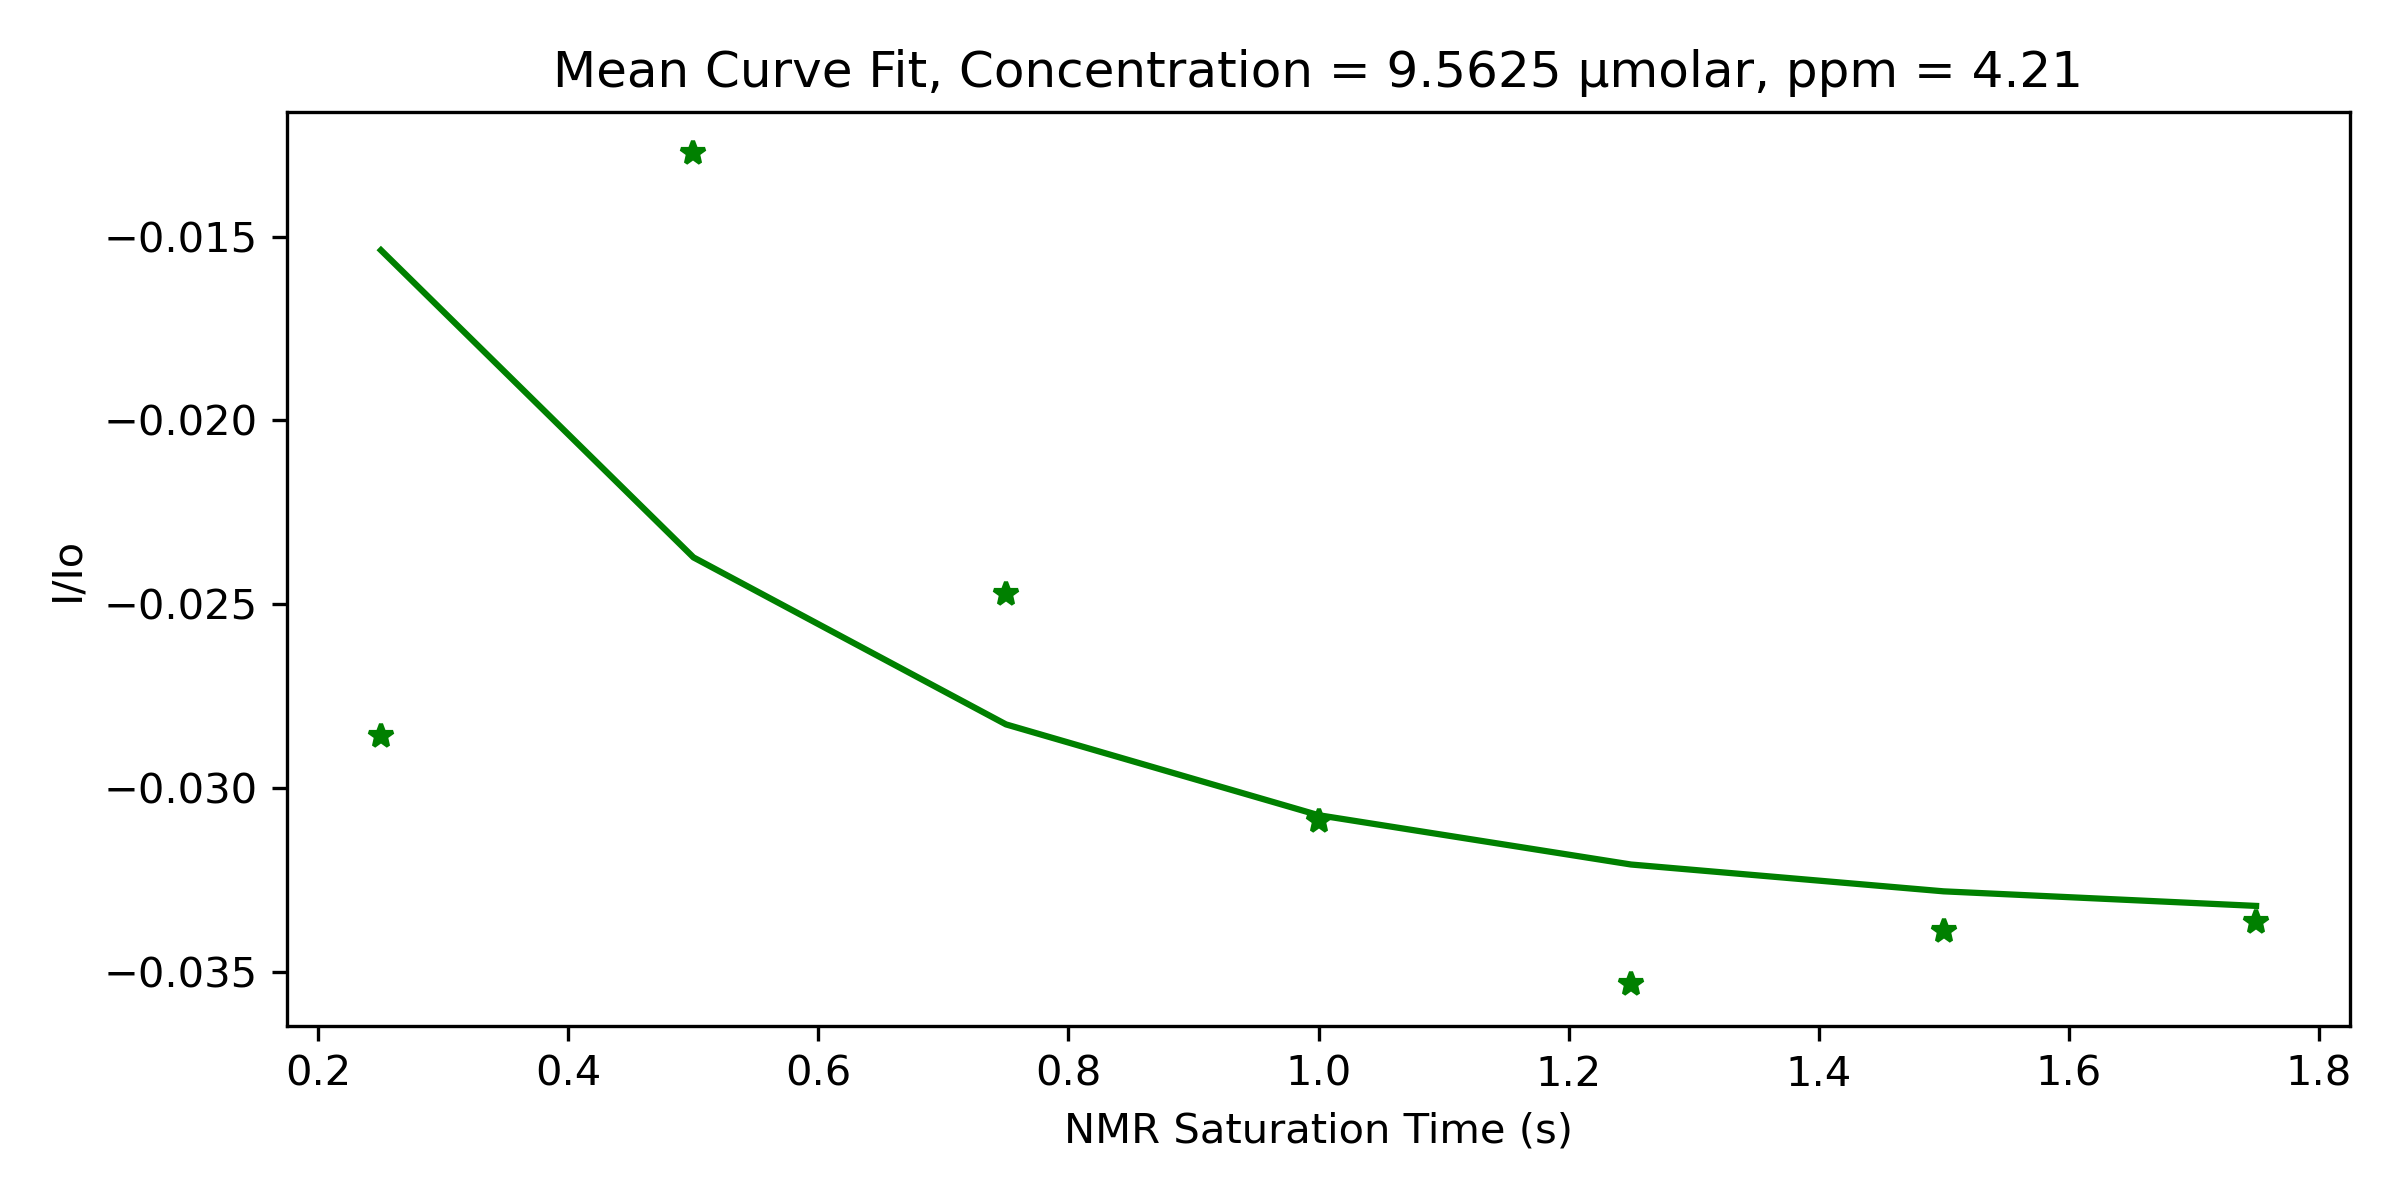 Mean Curve Fit, Concentration = 9.5625 µmolar, ppm = 4.21
−0.015
−0.020
−0.025
−0.030
−0.035
I/Io
0.2 0.4 0.6 0.8 1.0 1.2 1.4 1.6 1.8
NMR Saturation Time (s)